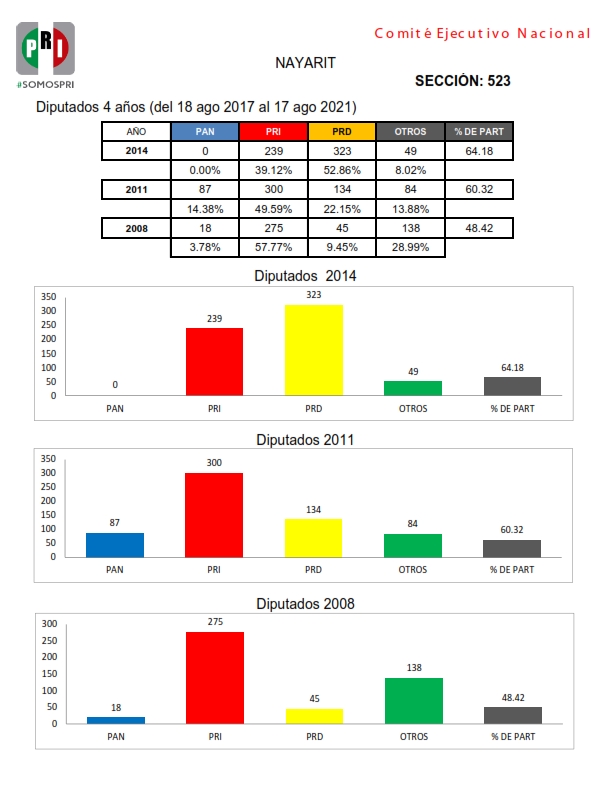 Comité Ejecutivo Nacional
PRI
#SOMOSPRI
NAYARIT
SECCIÓN: 523
Diputados 4 años (del 18 ago 2017 al 17 ago 2021)
AÑO PAN PRI PRD OTROS % DE PART
2014 0 239 323 49 64.18
0.00% 39.12% 52.86% 8.02%
2011 87 300 134 84 60.32
14.38% 49.59% 22.15% 13.88%
2008 18 275 45 138 48.42
3.78% 57.77% 9.45% 28.99%
Diputados 2014
350
300
250
200
150
100
50
0
0 239 323 49 64.18
PAN PRI PRD OTROS % DE PART
Diputados 2011
350
300
250
200
150
100
50
0
87 300 134 84 60.32
PAN PRI PRD OTROS % DE PART
Diputados 2008
300
250
200
150
100
50
0
18 275 45 138 48.42
PAN PRI PRD OTROS % DE PART